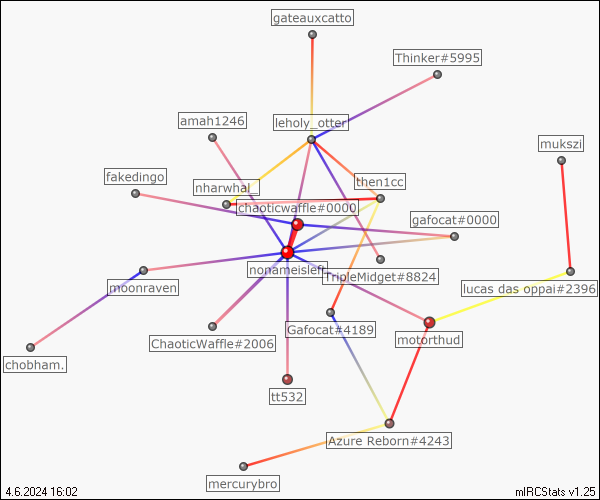 gateauxcatto
Thinker#5995
amah1246
leholy_otter
mukszi
fakedingo
nharwhal_
then1cc
chaoticwaffle#0000
gafocat#0000
nonameisleft
TripleMidget#8824
moonraven
lucas das oppai#2396
Gafocat#4189
ChaoticWaffle#2006
motorthud
chobham.
tt532
Azure Reborn#4243
mercurybro
4.6.2024 16:02
mIRCStats v1.25